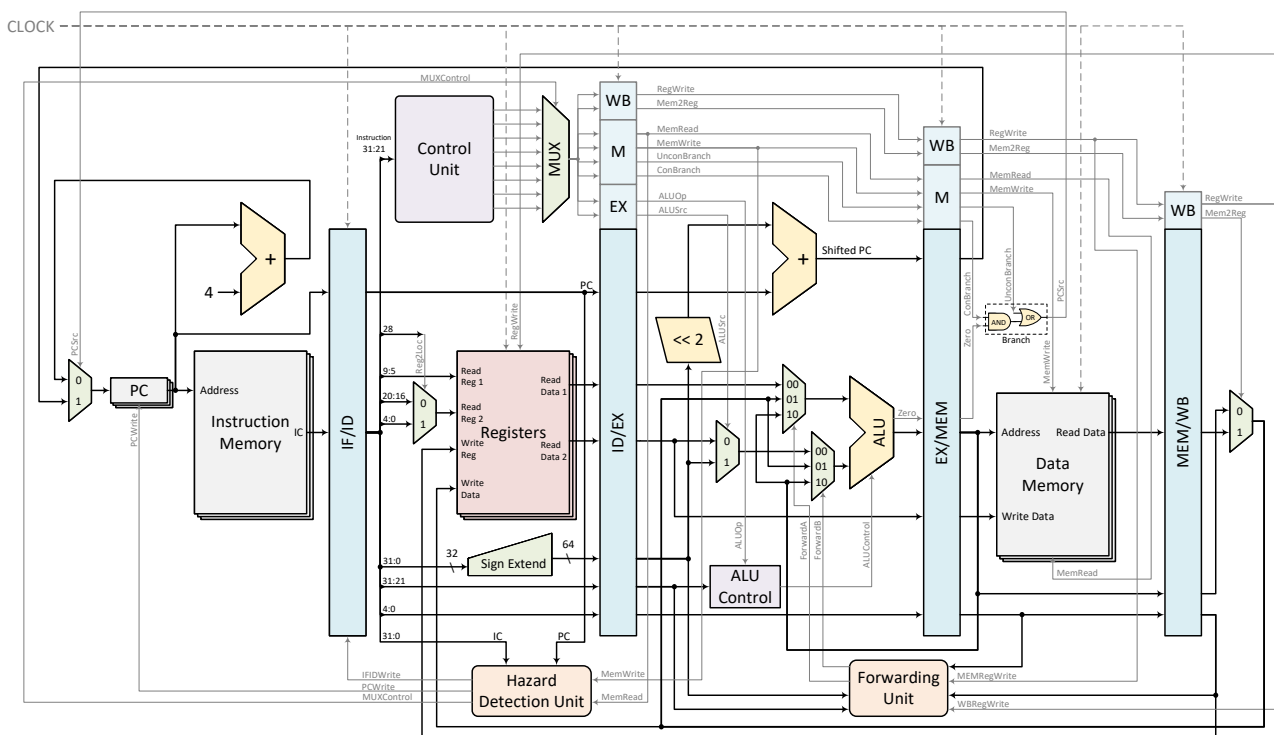 CLOCK
MUXControl
Instruction
31:21
Control
Unit
MUX
WB
M
EX
RegWrite
Mem2Reg
MemRead
MemWrite
UnconBranch
ConBranch
ALUOp
ALUSrc
WB
M
RegWrite
Mem2Reg
MemRead
MemWrite
WB
RegWrite
Mem2Reg
+
4
PCSrc
0
1
PC
PCWrite
Address
Instruction
Memory
IC
IF/ID
PC
28
Reg2Loc
9:5
20:16
4:0
0
1
RegWrite
Read
Reg 1
Read
Reg 2
Write
Reg
Write
Data
Registers
Read
Data 1
Read
Data 2
32
Sign Extend
64
31:0
31:21
4:0
31:0
IC
PC
IFIDWrite
PCWrite
MUXControl
Hazard
Detection Unit
MemWrite
MemRead
ID/EX
+
Shifted PC
<< 2
ALUSrc
0
1
00
01
10
00
01
10
ALU
Zero
ALUOp
ALU
Control
ForwardA
ForwardB
ALUControl
Forwarding
Unit
MEMRegWrite
WBRegWrite
EX/MEM
ConBranch
Zero
UnconBranch
AND
OR
Branch
PCSrc
MemWrite
Address
Read Data
Data
Memory
Write Data
MemRead
MEM/WB
0
1